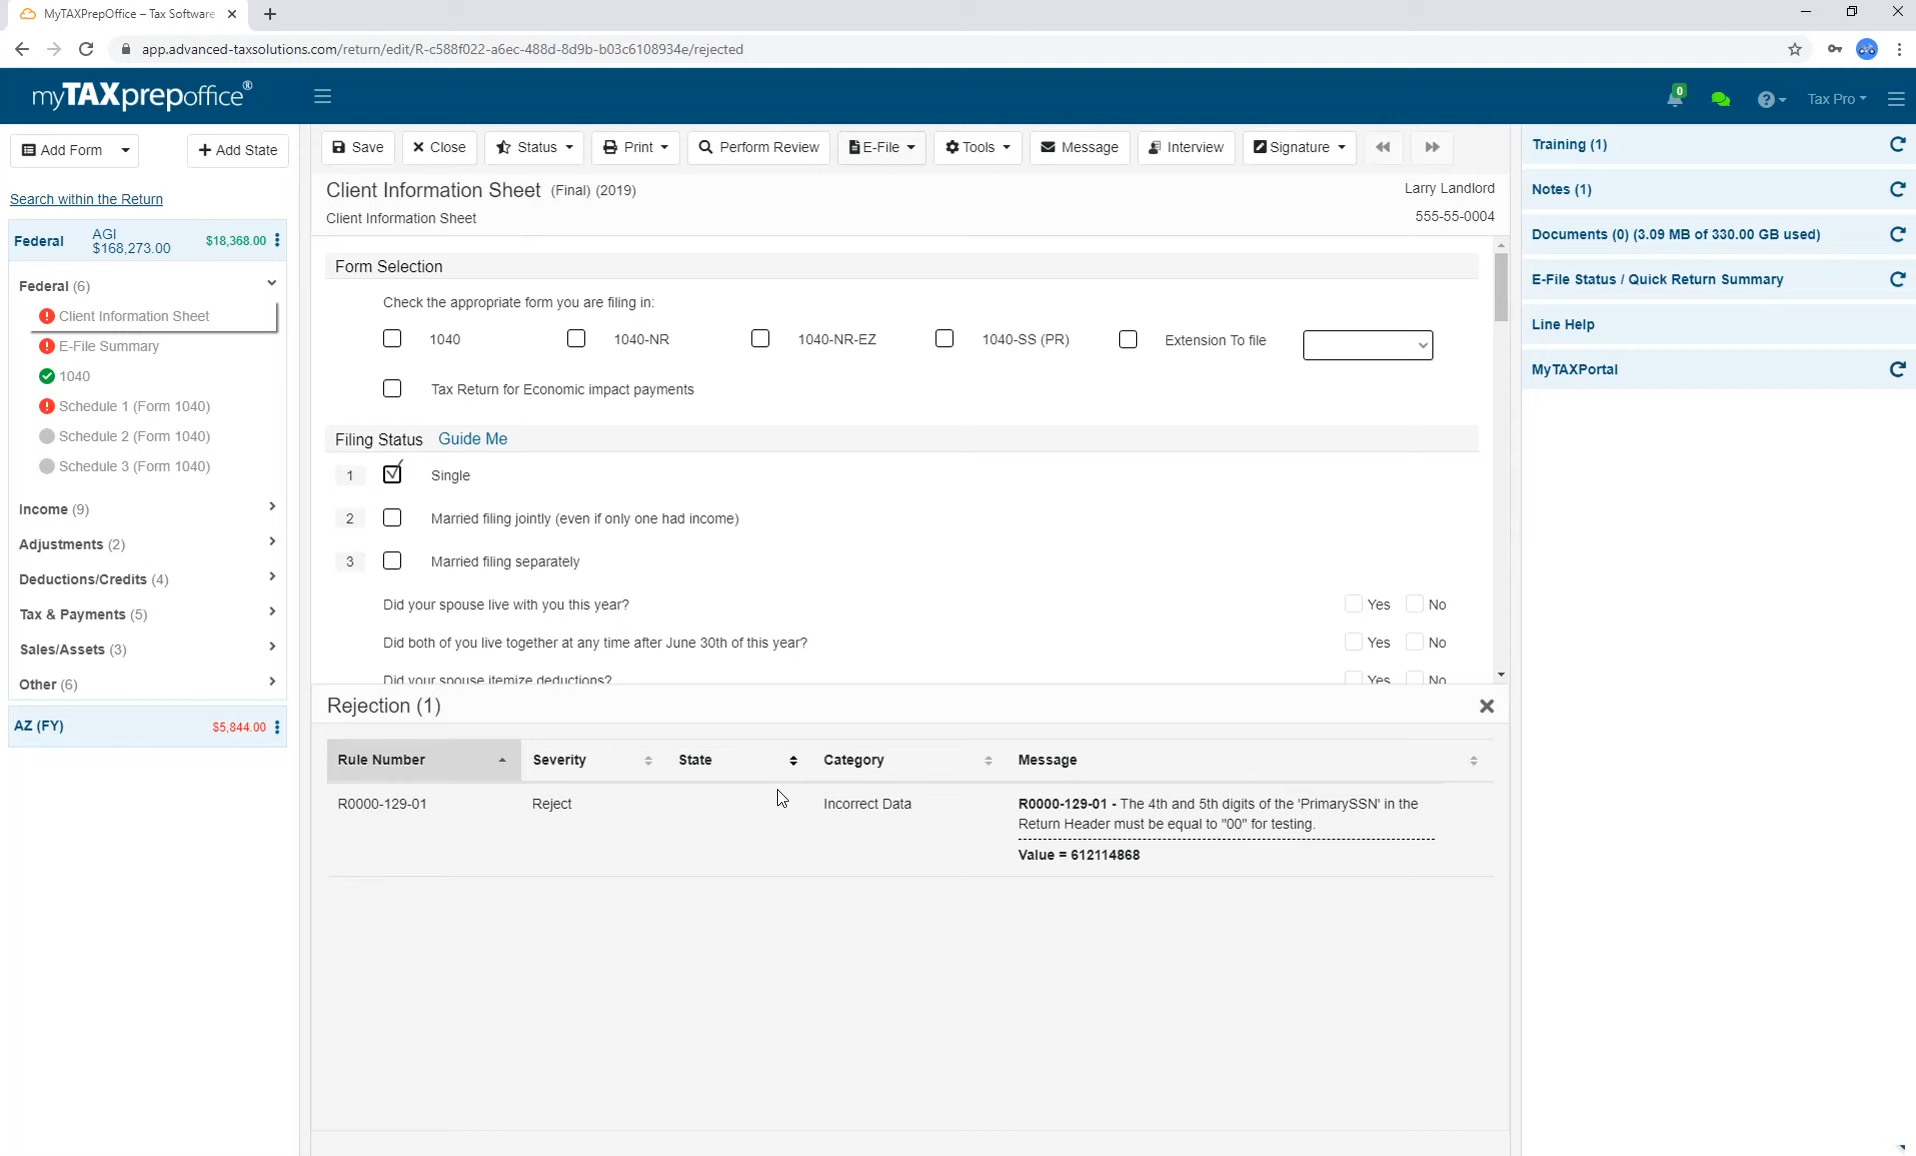 MyTAXPrepOffice – Tax Software
app.advanced-taxsolutions.com/return/edit/R-c588f022-a6ec-488d-8d9b-b03c6108934e/rejected
myTAXprepoffice®
0
Tax Pro
Add Form
Add State
Search within the Return
Federal AGI $168,273.00 $18,368.00
Federal (6)
Client Information Sheet
E-File Summary
1040
Schedule 1 (Form 1040)
Schedule 2 (Form 1040)
Schedule 3 (Form 1040)
Income (9)
Adjustments (2)
Deductions/Credits (4)
Tax & Payments (5)
Sales/Assets (3)
Other (6)
AZ (FY) $5,844.00
Save Close Status Print Perform Review E-File Tools Message Interview Signature
Client Information Sheet (Final) (2019) Larry Landlord
Client Information Sheet 555-55-0004
Form Selection
Check the appropriate form you are filing in:
1040 1040-NR 1040-NR-EZ 1040-SS (PR) Extension To file
Tax Return for Economic impact payments
Filing Status Guide Me
1 Single
2 Married filing jointly (even if only one had income)
3 Married filing separately
Did your spouse live with you this year? Yes No
Did both of you live together at any time after June 30th of this year? Yes No
Did your spouse itemize deductions? Yes No
Rejection (1)
Rule Number Severity State Category Message
R0000-129-01 Reject Incorrect Data R0000-129-01 - The 4th and 5th digits of the 'PrimarySSN' in the
Return Header must be equal to "00" for testing.
Value = 612114868
Training (1)
Notes (1)
Documents (0) (3.09 MB of 330.00 GB used)
E-File Status / Quick Return Summary
Line Help
MyTAXPortal